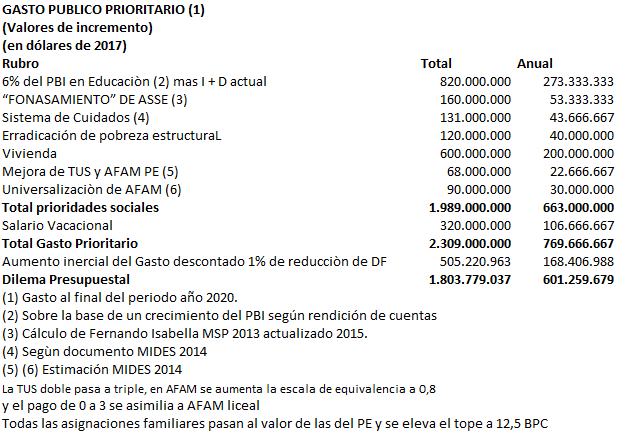 GASTO PUBLICO PRIORITARIO (1)
(Valores de incremento)
(en dólares de 2017)
Rubro Total Anual
6% del PBI en Educaciòn (2) mas I + D actual 820.000.000 273.333.333
“FONASAMIENTO” DE ASSE (3) 160.000.000 53.333.333
Sistema de Cuidados (4) 131.000.000 43.666.667
Erradicación de pobreza estructuraL 120.000.000 40.000.000
Vivienda 600.000.000 200.000.000
Mejora de TUS y AFAM PE (5) 68.000.000 22.666.667
Universalizaciòn de AFAM (6) 90.000.000 30.000.000
Total prioridades sociales 1.989.000.000 663.000.000
Salario Vacacional 320.000.000 106.666.667
Total Gasto Prioritario 2.309.000.000 769.666.667
Aumento inercial del Gasto descontado 1% de reducciòn de DF 505.220.963 168.406.988
Dilema Presupuestal 1.803.779.037 601.259.679
(1) Gasto al final del periodo año 2020.
(2) Sobre la base de un crecimiento del PBI según rendición de cuentas
(3) Cálculo de Fernando Isabella MSP 2013 actualizado 2015.
(4) Segùn documento MIDES 2014
(5) (6) Estimación MIDES 2014
La TUS doble pasa a triple, en AFAM se aumenta la escala de equivalencia a 0,8
y el pago de 0 a 3 se asimilia a AFAM liceal
Todas las asignaciones familiares pasan al valor de las del PE y se eleva el tope a 12,5 BPC